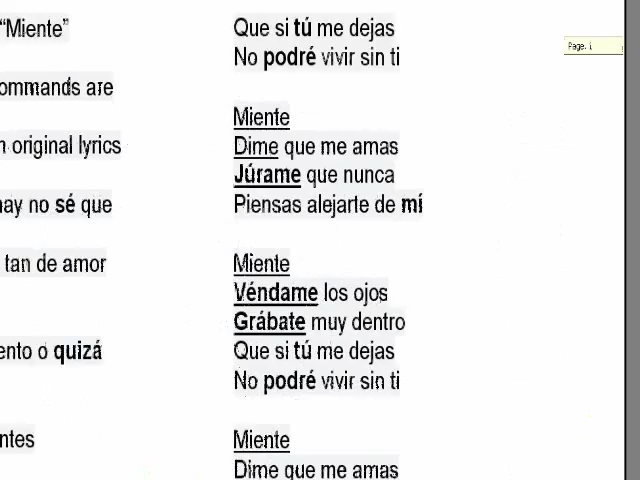 “Miente”
ommands are
original lyrics
hay no sé que
tan de amor
ento o quizá
ntes
Que si tú me dejas
No podré vivir sin ti
Miente
Dime que me amas
Júrame que nunca
Piensas alejarte de mí
Miente
Véndame los ojos
Grábate muy dentro
Que si tú me dejas
No podré vivir sin ti
Miente
Dime que me amas
Page. i